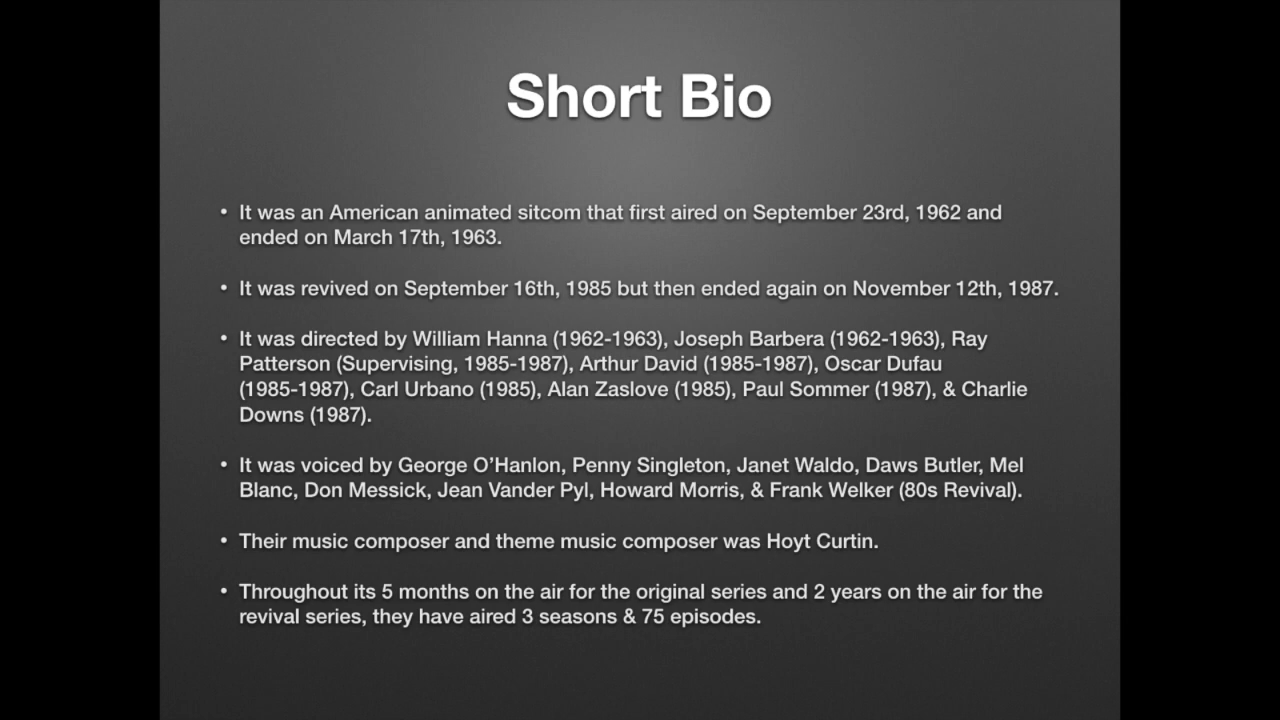 Short Bio
• It was an American animated sitcom that first aired on September 23rd, 1962 and
ended on March 17th, 1963.
• It was revived on September 16th, 1985 but then ended again on November 12th, 1987.
• It was directed by William Hanna (1962-1963), Joseph Barbera (1962-1963), Ray
Patterson (Supervising, 1985-1987), Arthur David (1985-1987), Oscar Dufau
(1985-1987), Carl Urbano (1985), Alan Zaslove (1985), Paul Sommer (1987), & Charlie
Downs (1987).
• It was voiced by George O’Hanlon, Penny Singleton, Janet Waldo, Daws Butler, Mel
Blanc, Don Messick, Jean Vander Pyl, Howard Morris, & Frank Welker (80s Revival).
• Their music composer and theme music composer was Hoyt Curtin.
• Throughout its 5 months on the air for the original series and 2 years on the air for the
revival series, they have aired 3 seasons & 75 episodes.